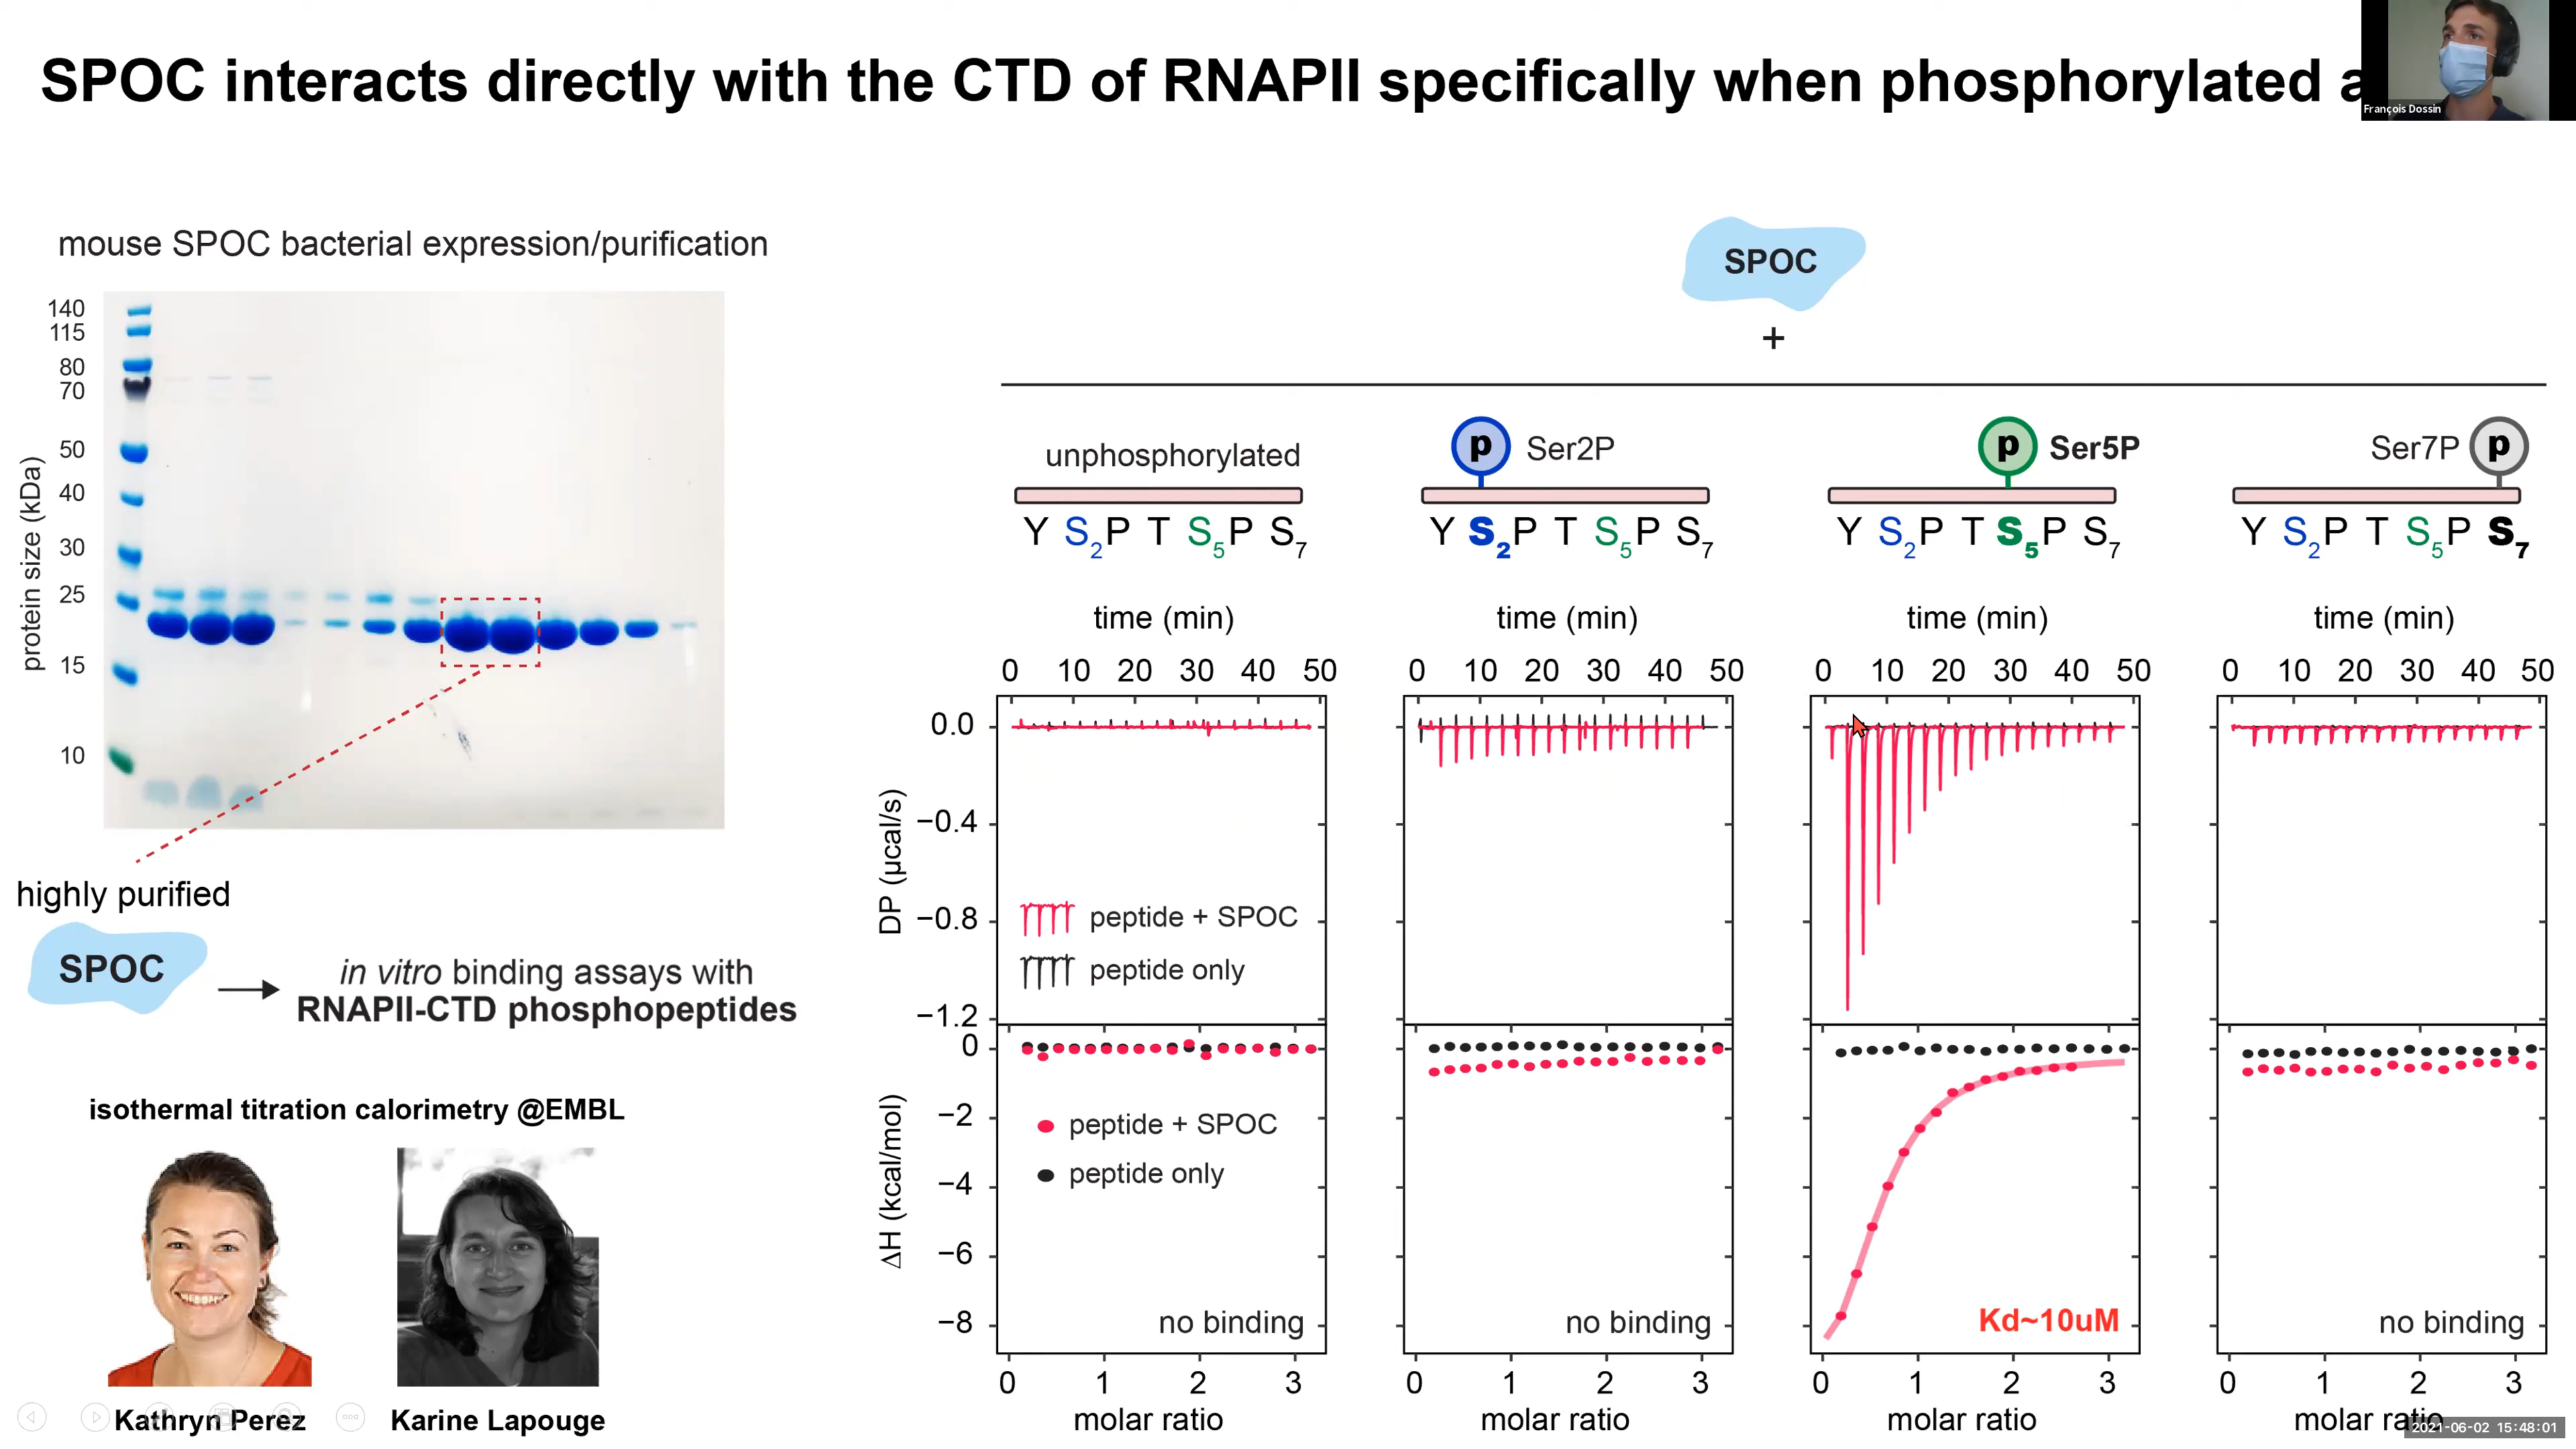 SPOC interacts directly with the CTD of RNAPII specifically when phosphorylated a
François Dossin
mouse SPOC bacterial expression/purification
protein size (kDa)
140
115
80
70
50
40
30
25
15
10
highly purified
SPOC
in vitro binding assays with
RNAPII-CTD phosphopeptides
isothermal titration calorimetry @EMBL
Kathryn Perez
Karine Lapouge
SPOC
+
unphosphorylated
p Ser2P
p Ser5P
Ser7P p
Y S2 P T S5 P S7
Y S2 P T S5 P S7
Y S2 P T S5 P S7
Y S2 P T S5 P S7
time (min)
time (min)
time (min)
time (min)
0 10 20 30 40 50
0 10 20 30 40 50
0 10 20 30 40 50
0 10 20 30 40 50
DP (µcal/s)
0.0
−0.4
−0.8
−1.2
peptide + SPOC
peptide only
ΔH (kcal/mol)
0
−2
−4
−6
−8
peptide + SPOC
peptide only
no binding
no binding
Kd~10uM
no binding
0 1 2 3
0 1 2 3
0 1 2 3
0 1 2 3
molar ratio
molar ratio
molar ratio
molar ratio
2021-06-02 15:48:01